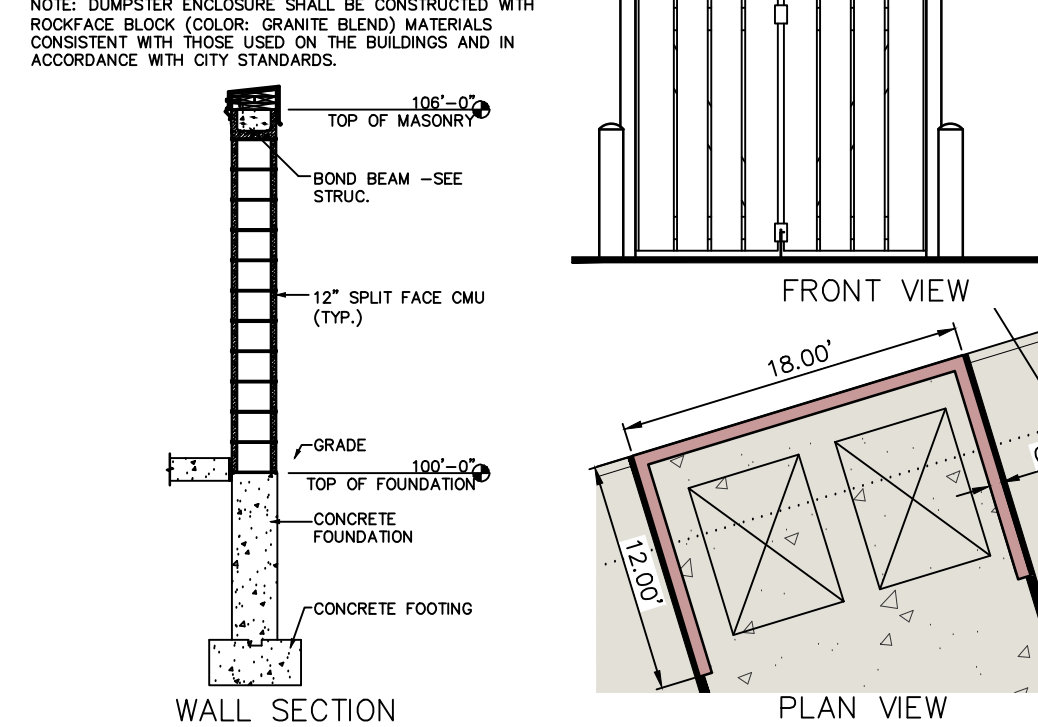 NOTE: DUMPSTER ENCLOSURE SHALL BE CONSTRUCTED WITH
ROCKFACE BLOCK (COLOR: GRANITE BLEND) MATERIALS
CONSISTENT WITH THOSE USED ON THE BUILDINGS AND IN
ACCORDANCE WITH CITY STANDARDS.
106'-0"
TOP OF MASONRY
BOND BEAM -SEE
STRUC.
12" SPLIT FACE CMU
(TYP.)
GRADE
100'-0"
TOP OF FOUNDATION
CONCRETE
FOUNDATION
CONCRETE FOOTING
WALL SECTION
FRONT VIEW
18.00'
12.00'
PLAN VIEW